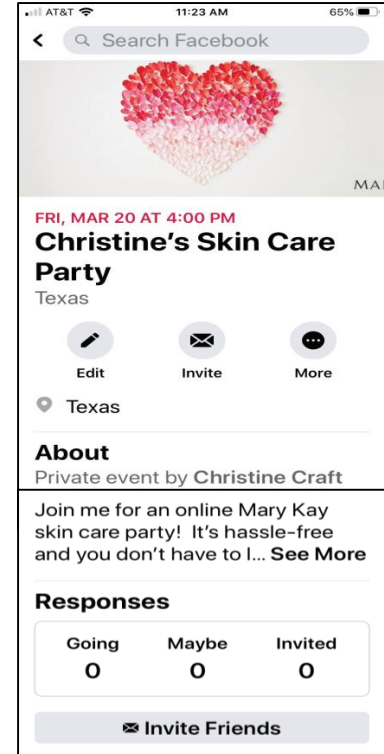 AT&T 11:23 AM 65%
Search Facebook
FRI, MAR 20 AT 4:00 PM
Christine's Skin Care
Party
Texas
Edit Invite More
Texas
About
Private event by Christine Craft
Join me for an online Mary Kay
skin care party! It's hassle-free
and you don't have to l... See More
Responses
Going Maybe Invited
0 0 0
Invite Friends